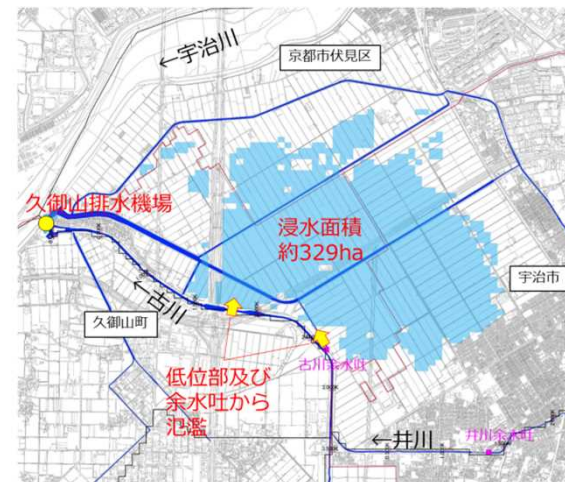 ←宇治川
京都市伏見区
久御山排水機場
浸水面積
約329ha
宇治市
←古川
久御山町
古川余水吐
低位部及び
余水吐から
氾濫
←井川
井川余水吐